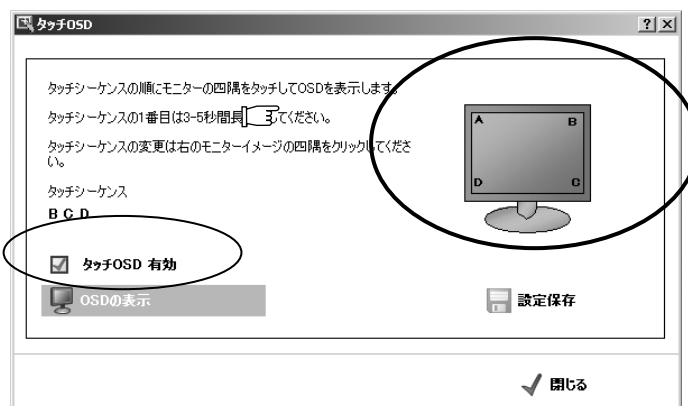 タッチOSD
タッチシーケンスの順にモニターの四隅をタッチしてOSDを表示します。
タッチシーケンスの1番目は3-5秒間長してください。
タッチシーケンスの変更は右のモニターイメージの四隅をクリックしてくださ
い。
タッチシーケンス
B C D
A B
D C
タッチOSD 有効
OSDの表示
設定保存
閉じる